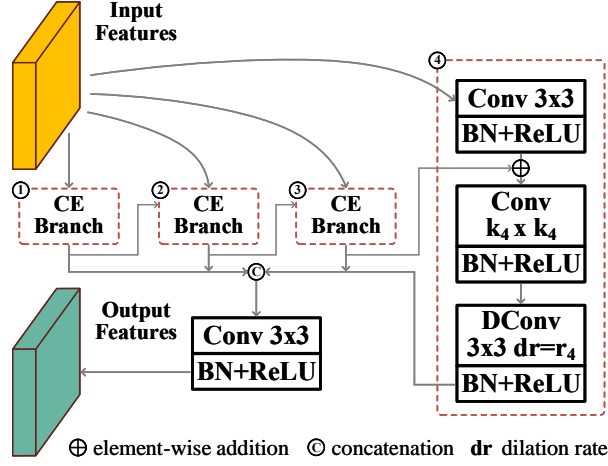 Input
Features
4
Conv 3x3
BN+ReLU
1
CE
Branch
2
CE
Branch
3
CE
Branch
Conv
k₄ x k₄
BN+ReLU
C
Output
Features
Conv 3x3
BN+ReLU
DConv
3x3 dr=r₄
BN+ReLU
⊕ element-wise addition © concatenation dr dilation rate